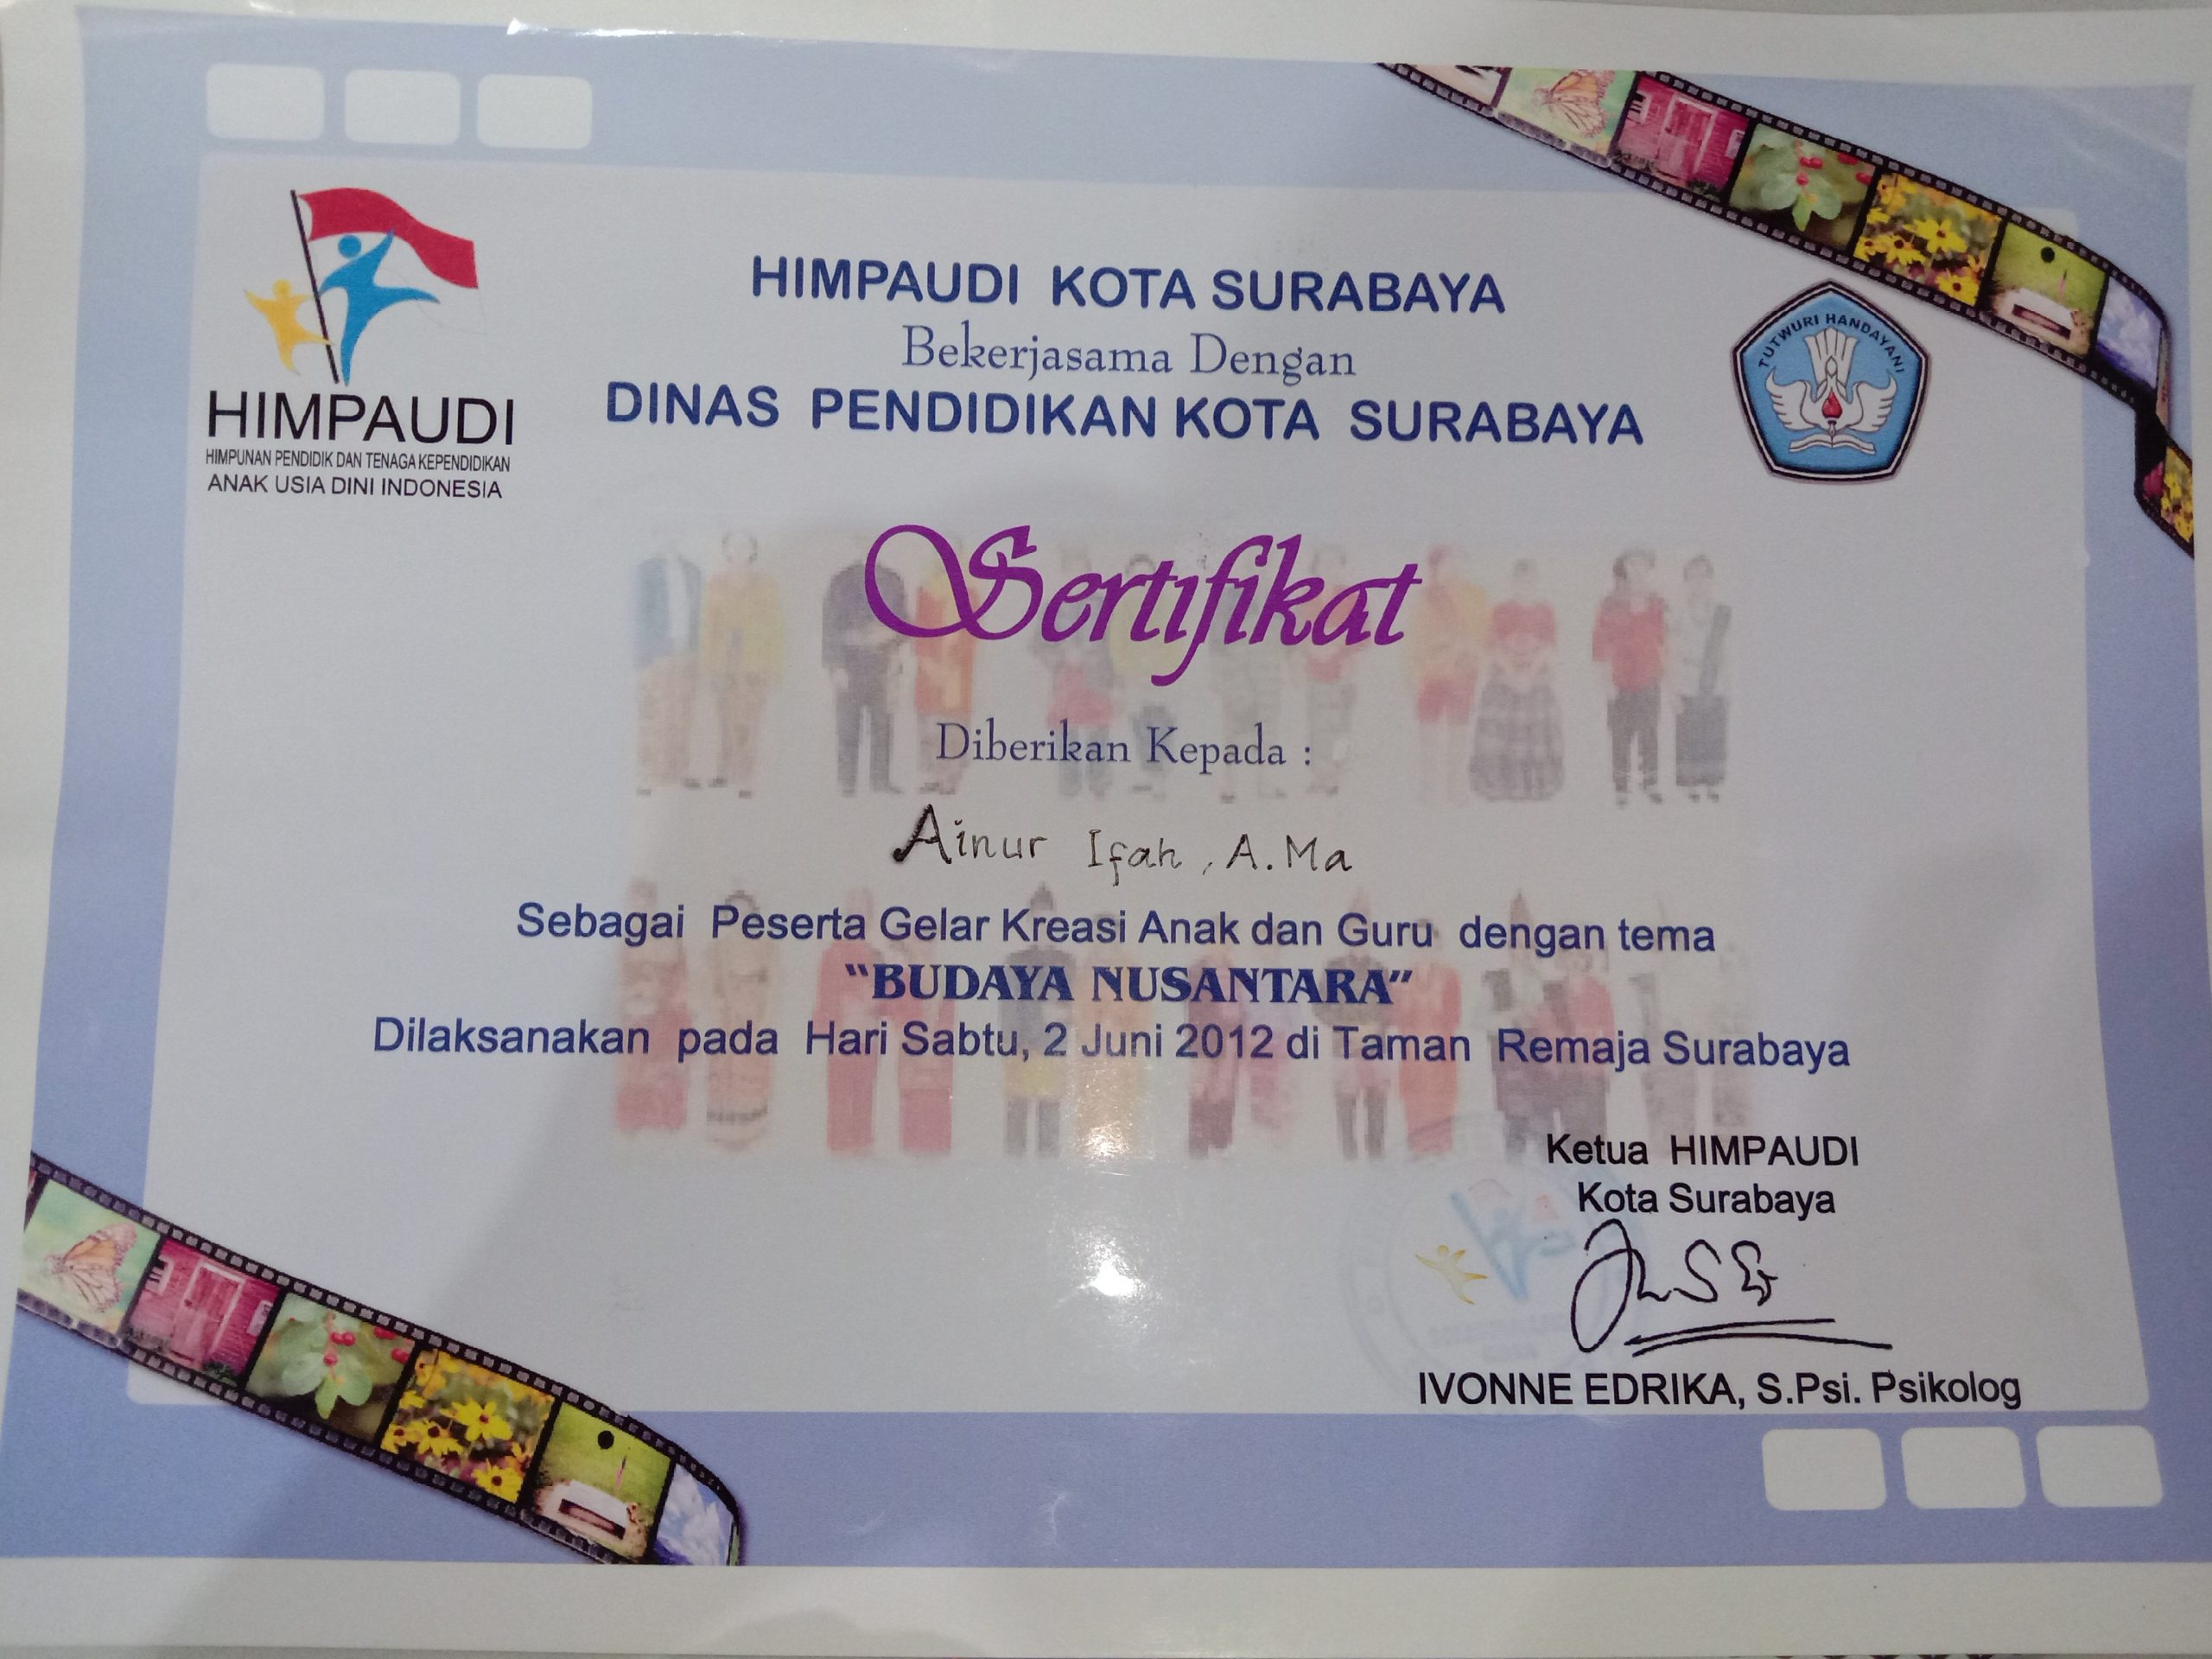 HIMPAUDI
HIMPUNAN PENDIDIK DAN TENAGA KEPENDIDIKAN
ANAK USIA DINI INDONESIA
HIMPAUDI KOTA SURABAYA
Bekerjasama Dengan
DINAS PENDIDIKAN KOTA SURABAYA
TUTWURI HANDAYANI
Sertifikat
Diberikan Kepada :
Ainur Ifah, A.Ma
Sebagai Peserta Gelar Kreasi Anak dan Guru dengan tema
"BUDAYA NUSANTARA"
Dilaksanakan pada Hari Sabtu, 2 Juni 2012 di Taman Remaja Surabaya
Ketua HIMPAUDI
Kota Surabaya
IVONNE EDRIKA, S.Psi. Psikolog